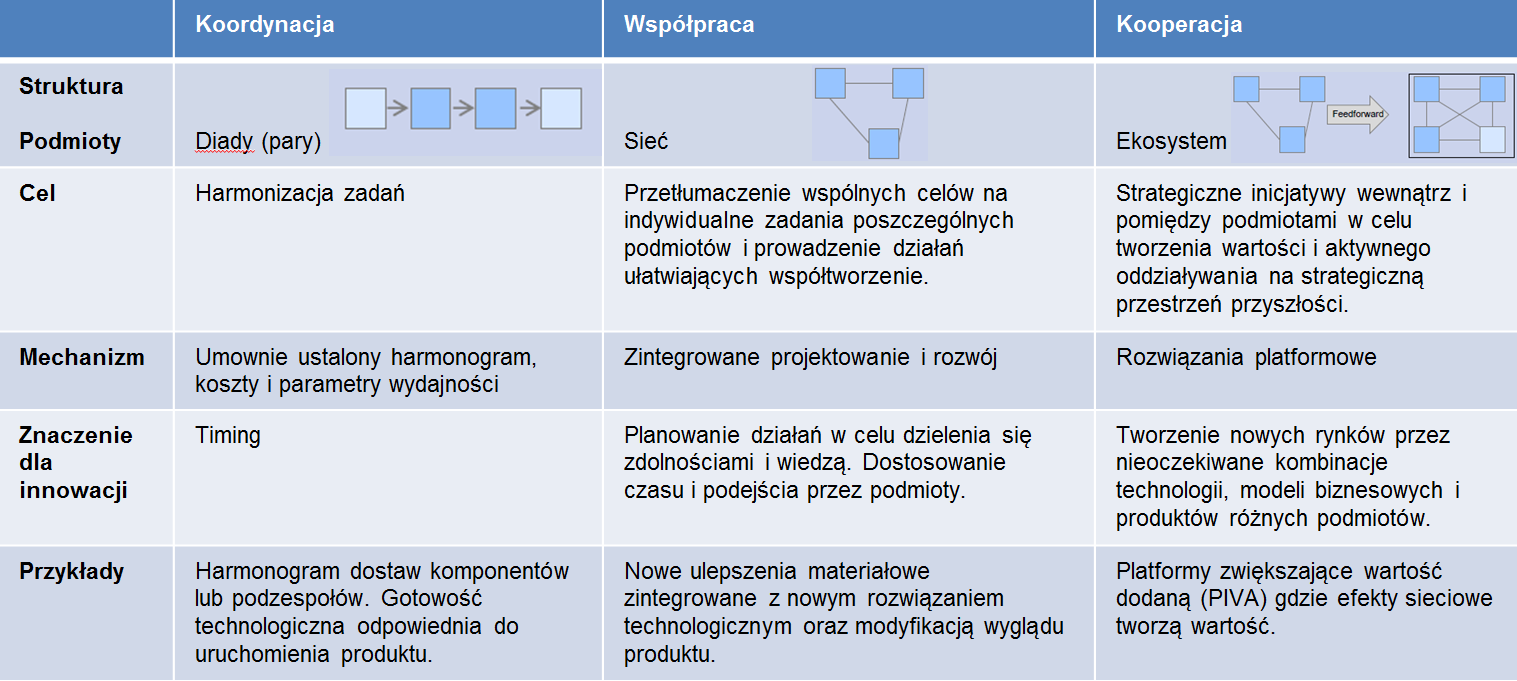 Koordynacja
Współpraca
Kooperacja
Struktura
Podmioty
Diady (pary)
Sieć
Ekosystem
Feedforward
Cel
Harmonizacja zadań
Przetłumaczenie wspólnych celów na
indywidualne zadania poszczególnych
podmiotów i prowadzenie działań
ułatwiających współtworzenie.
Strategiczne inicjatywy wewnątrz i
pomiędzy podmiotami w celu
tworzenia wartości i aktywnego
oddziaływania na strategiczną
przestrzeń przyszłości.
Mechanizm
Umownie ustalony harmonogram,
koszty i parametry wydajności
Zintegrowane projektowanie i rozwój
Rozwiązania platformowe
Znaczenie
dla
innowacji
Timing
Planowanie działań w celu dzielenia się
zdolnościami i wiedzą. Dostosowanie
czasu i podejścia przez podmioty.
Tworzenie nowych rynków przez
nieoczekiwane kombinacje
technologii, modeli biznesowych i
produktów różnych podmiotów.
Przykłady
Harmonogram dostaw komponentów
lub podzespołów. Gotowość
technologiczna odpowiednia do
uruchomienia produktu.
Nowe ulepszenia materiałowe
zintegrowane z nowym rozwiązaniem
technologicznym oraz modyfikacją wyglądu
produktu.
Platformy zwiększające wartość
dodaną (PIVA) gdzie efekty sieciowe
tworzą wartość.